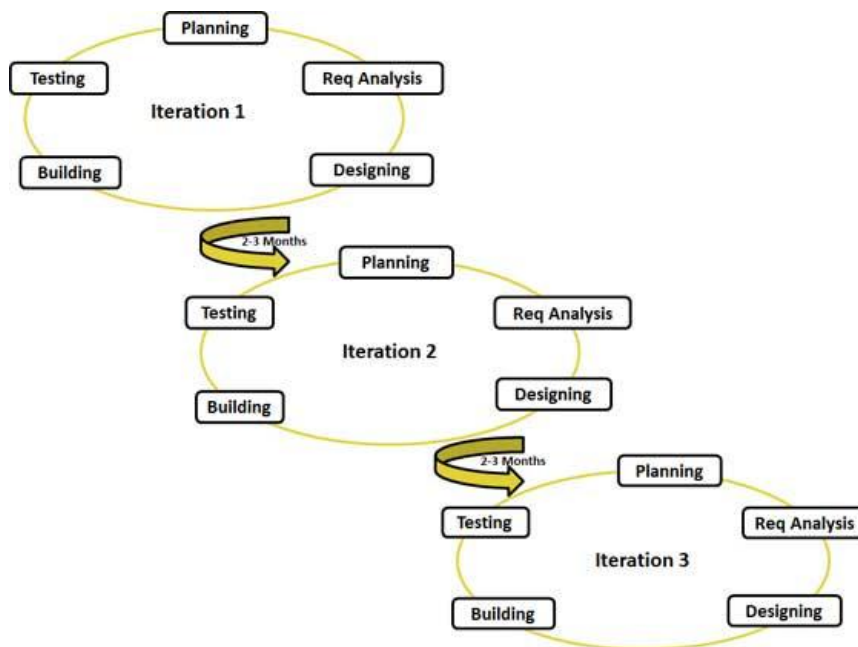 Planning
Testing
Req Analysis
Iteration 1
Building
Designing
2-3 Months
Planning
Testing
Req Analysis
Iteration 2
Building
Designing
2-3 Months
Planning
Testing
Req Analysis
Iteration 3
Building
Designing